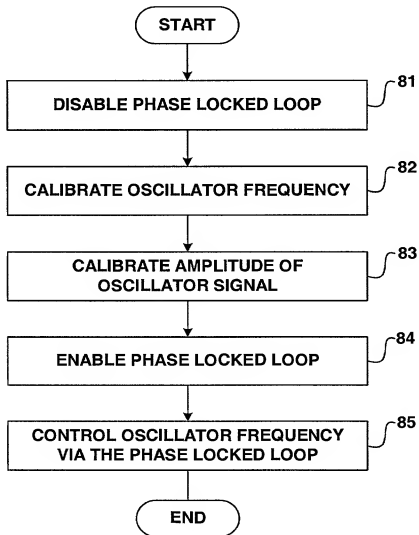 START
81
DISABLE PHASE LOCKED LOOP
82
CALIBRATE OSCILLATOR FREQUENCY
83
CALIBRATE AMPLITUDE OF
OSCILLATOR SIGNAL
84
ENABLE PHASE LOCKED LOOP
85
CONTROL OSCILLATOR FREQUENCY
VIA THE PHASE LOCKED LOOP
END